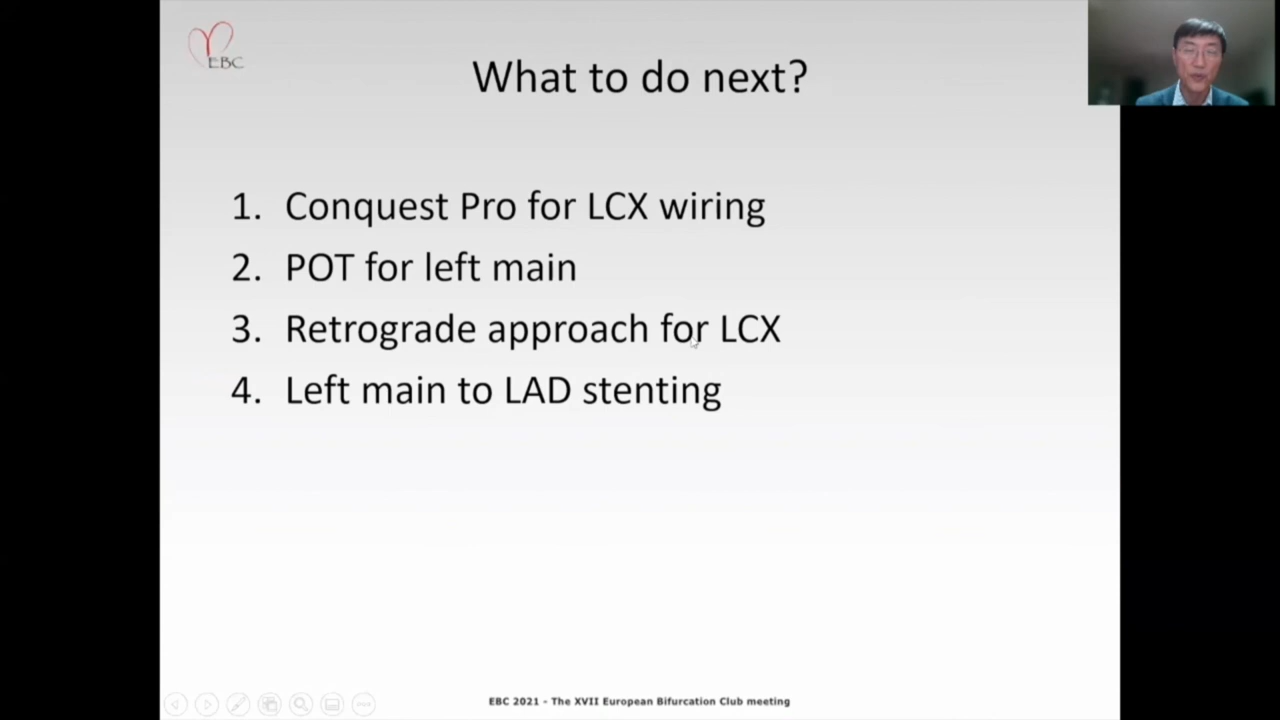 EBC
What to do next?
1. Conquest Pro for LCX wiring
2. POT for left main
3. Retrograde approach for LCX
4. Left main to LAD stenting
EBC 2021 - The XVII European Bifurcation Club meeting